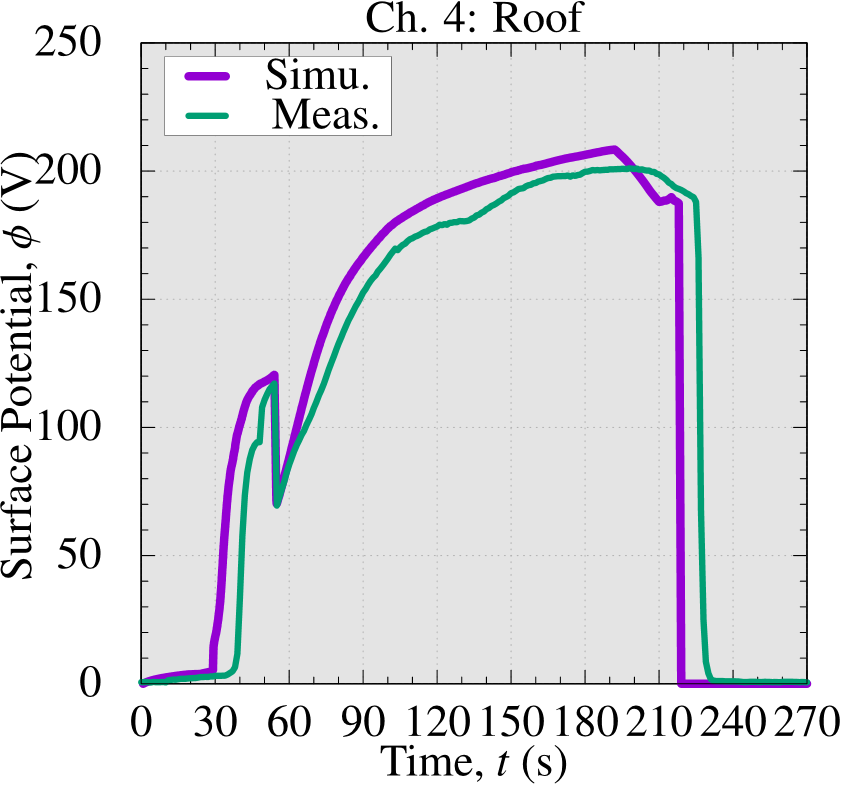 Ch. 4: Roof
Simu.
Meas.
Surface Potential, ϕ (V)
250
200
150
100
50
0
0 30 60 90 120 150 180 210 240 270
Time, t (s)